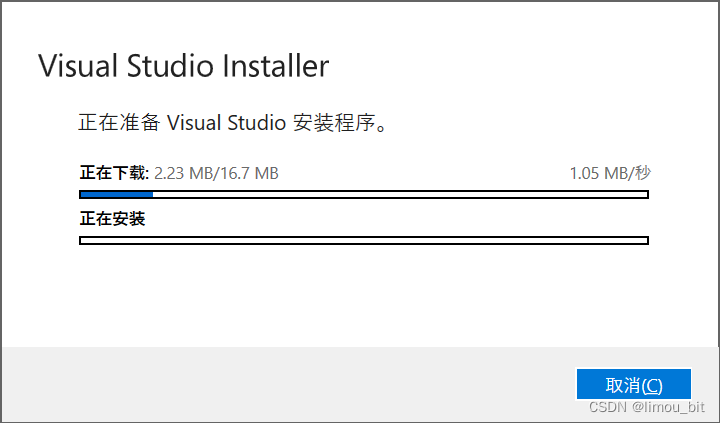 Visual Studio Installer
正在准备 Visual Studio 安装程序。
正在下载: 2.23 MB/16.7 MB 1.05 MB/秒
正在安装
取消(C)
CSDN @limou_bit